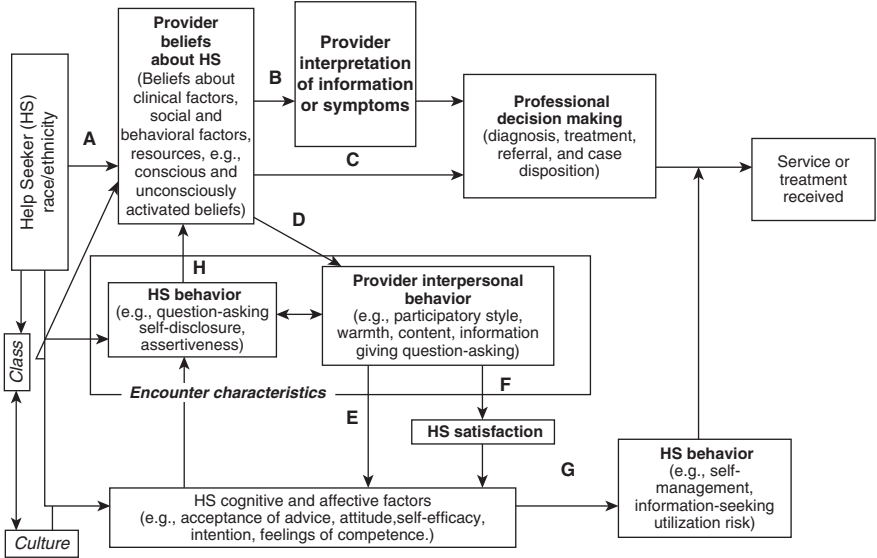 Provider
beliefs
about HS
(Beliefs about
clinical factors,
social and
behavioral factors,
resources, e.g.,
conscious and
unconsciously
activated beliefs)
Provider
interpretation
of information
or symptoms
Professional
decision making
(diagnosis, treatment,
referral, and case
disposition)
Service or
treatment
received
Help Seeker (HS)
race/ethnicity
A
B
C
D
H
HS behavior
(e.g., question-asking
self-disclosure,
assertiveness)
Provider interpersonal
behavior
(e.g., participatory style,
warmth, content, information
giving question-asking)
Class
Encounter characteristics
E
F
HS satisfaction
G
HS behavior
(e.g., self-
management,
information-seeking
utilization risk)
HS cognitive and affective factors
(e.g., acceptance of advice, attitude,self-efficacy,
intention, feelings of competence.)
Culture